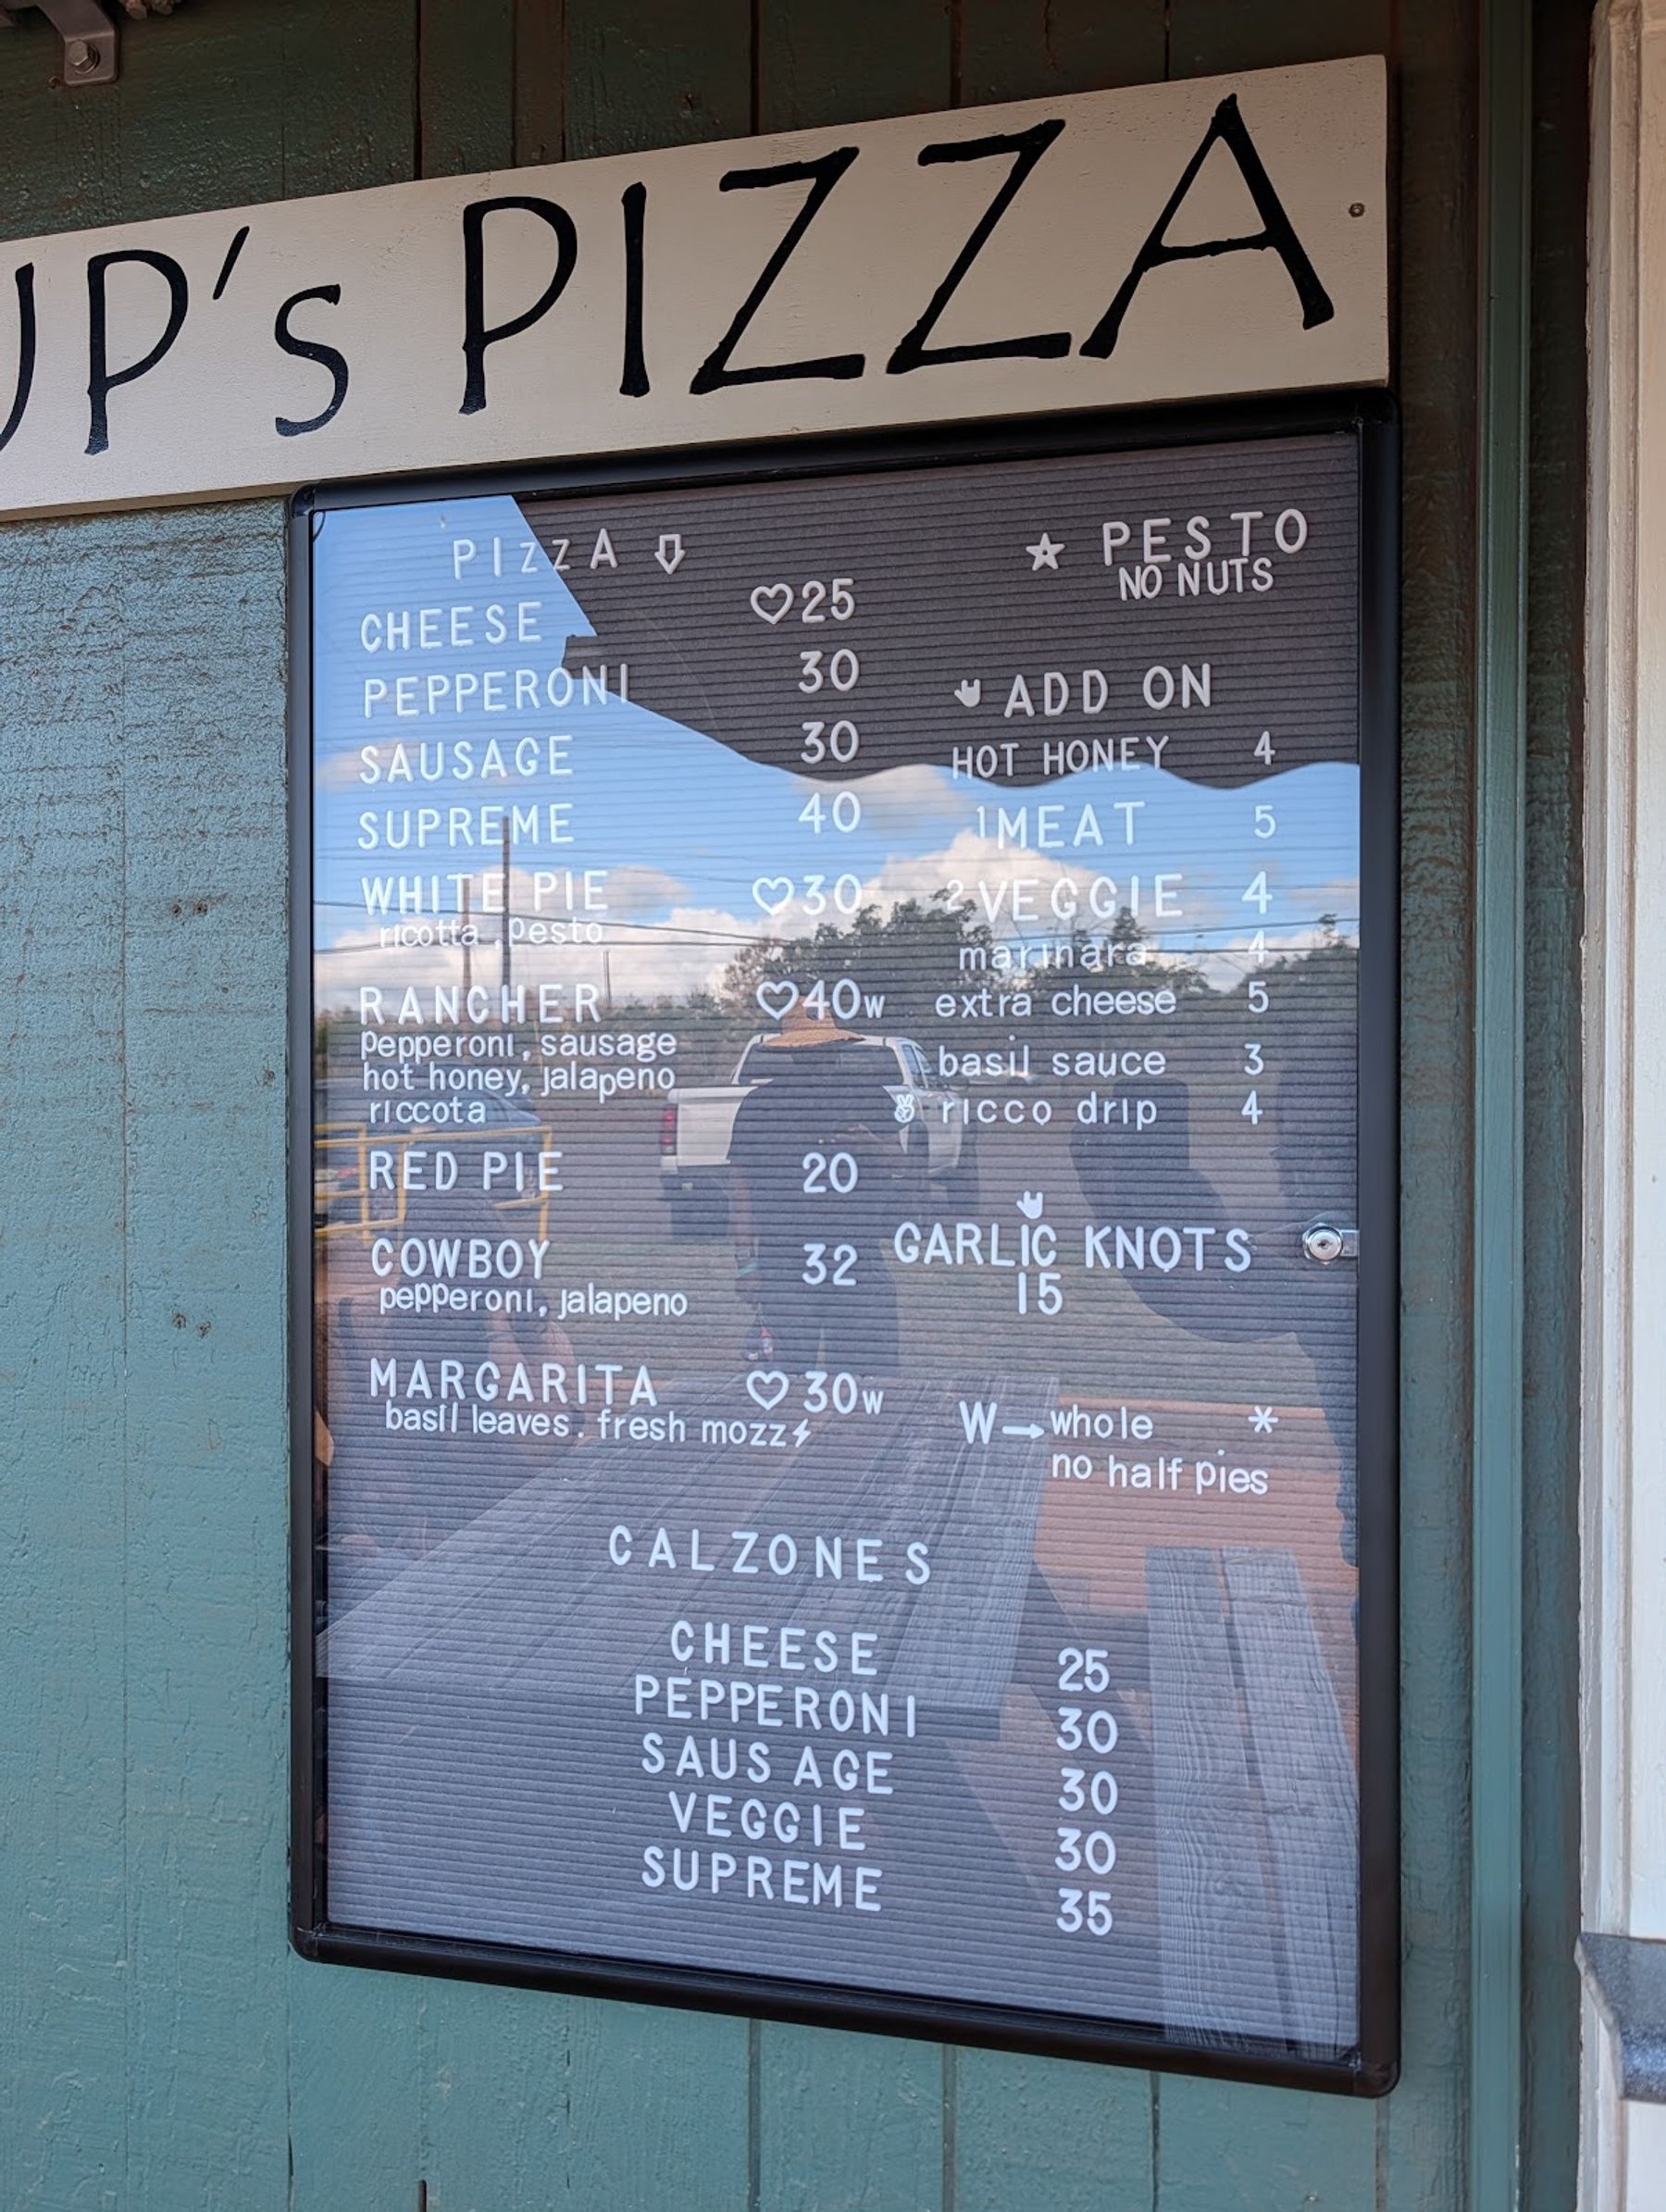 UP's PIZZA
PIZZA
CHEESE ♡25
PEPPERONI 30
SAUSAGE 30
SUPREME 40
WHITE PIE ♡30
ricotta, pesto
RANCHER ♡40w
pepperoni, sausage
hot honey, jalapeno
riccota
RED PIE 20
COWBOY 32
pepperoni, jalapeno
MARGARITA ♡30w
basil leaves. fresh mozz
★ PESTO
NO NUTS
ADD ON
HOT HONEY 4
1MEAT 5
2VEGGIE 4
marinara 4
extra cheese 5
basil sauce 3
ricco drip 4
GARLIC KNOTS
15
W→whole *
no half pies
CALZONES
CHEESE 25
PEPPERONI 30
SAUSAGE 30
VEGGIE 30
SUPREME 35